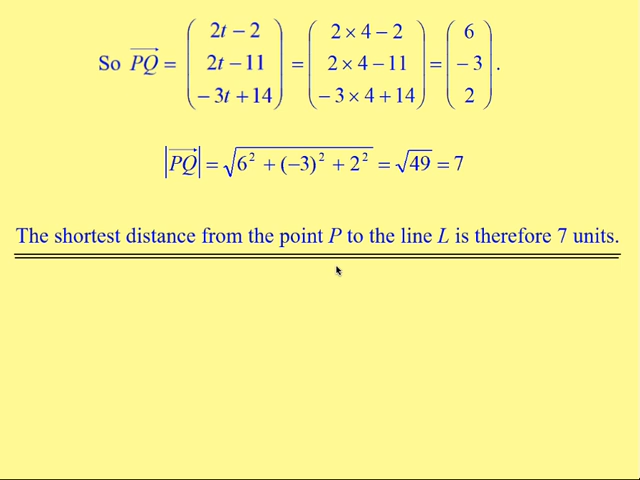 So PQ⃗ = ( 2t − 2 ; 2t − 11 ; − 3t + 14 ) = ( 2 × 4 − 2 ; 2 × 4 − 11 ; − 3 × 4 + 14 ) = ( 6 ; − 3 ; 2 ).
|PQ⃗| = √(6² + (−3)² + 2²) = √49 = 7
The shortest distance from the point P to the line L is therefore 7 units.